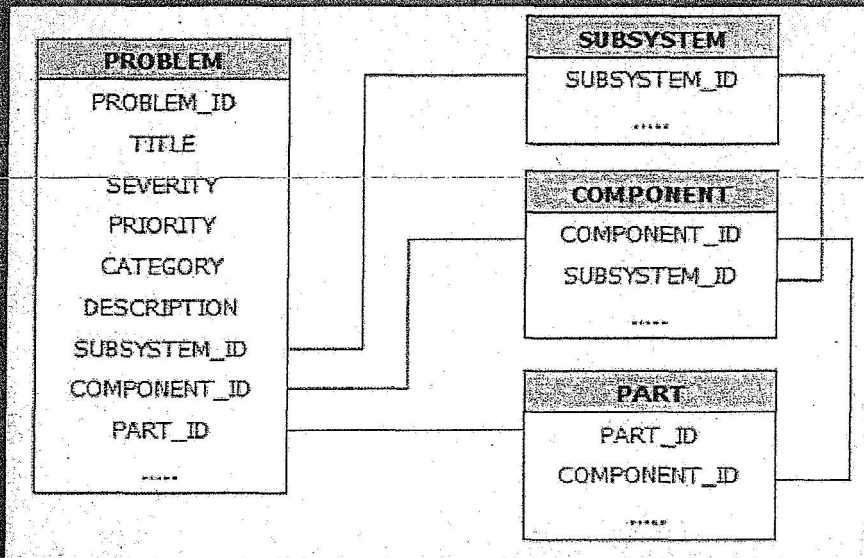 PROBLEM
PROBLEM_ID
TITLE
SEVERITY
PRIORITY
CATEGORY
DESCRIPTION
SUBSYSTEM_ID
COMPONENT_ID
PART_ID
.....
SUBSYSTEM
SUBSYSTEM_ID
.....
COMPONENT
COMPONENT_ID
SUBSYSTEM_ID
.....
PART
PART_ID
COMPONENT_ID
.....